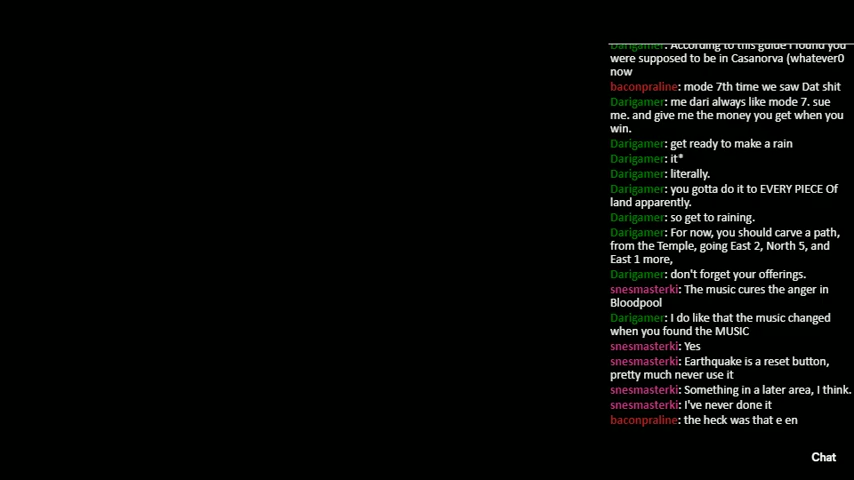 Darigamer: According to this guide I found you
were supposed to be in Casanorva (whatever0
now
baconpraline: mode 7th time we saw Dat shit
Darigamer: me dari always like mode 7. sue
me. and give me the money you get when you
win.
Darigamer: get ready to make a rain
Darigamer: it*
Darigamer: literally.
Darigamer: you gotta do it to EVERY PIECE Of
land apparently.
Darigamer: so get to raining.
Darigamer: For now, you should carve a path,
from the Temple, going East 2, North 5, and
East 1 more,
Darigamer: don't forget your offerings.
snesmasterki: The music cures the anger in
Bloodpool
Darigamer: I do like that the music changed
when you found the MUSIC
snesmasterki: Yes
snesmasterki: Earthquake is a reset button,
pretty much never use it
snesmasterki: Something in a later area, I think.
snesmasterki: I've never done it
baconpraline: the heck was that e en
Chat